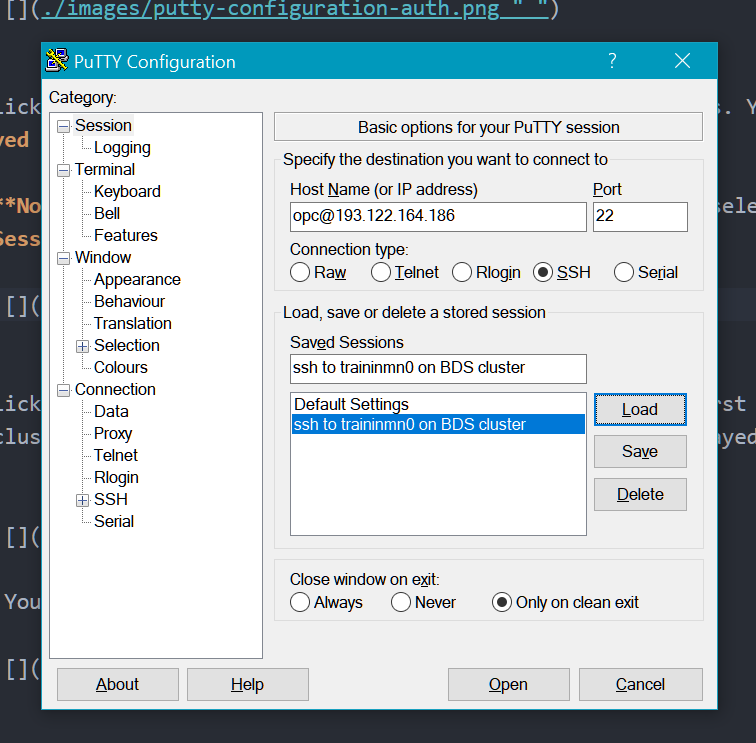 [](./images/putty-configuration-auth.png " ")
PuTTY Configuration
?
Category:
Session
Logging
Terminal
Keyboard
Bell
Features
Window
Appearance
Behaviour
Translation
Selection
Colours
Connection
Data
Proxy
Telnet
Rlogin
SSH
Serial
Basic options for your PuTTY session
Specify the destination you want to connect to
Host Name (or IP address) Port
opc@193.122.164.186 22
Connection type:
Raw Telnet Rlogin SSH Serial
Load, save or delete a stored session
Saved Sessions
ssh to traininmn0 on BDS cluster
Default Settings
ssh to traininmn0 on BDS cluster
Load
Save
Delete
Close window on exit:
Always Never Only on clean exit
About Help Open Cancel
lick s. Y
ved
**No sele
Sess
[](
lick rst
clus ayed
[](
You
[](